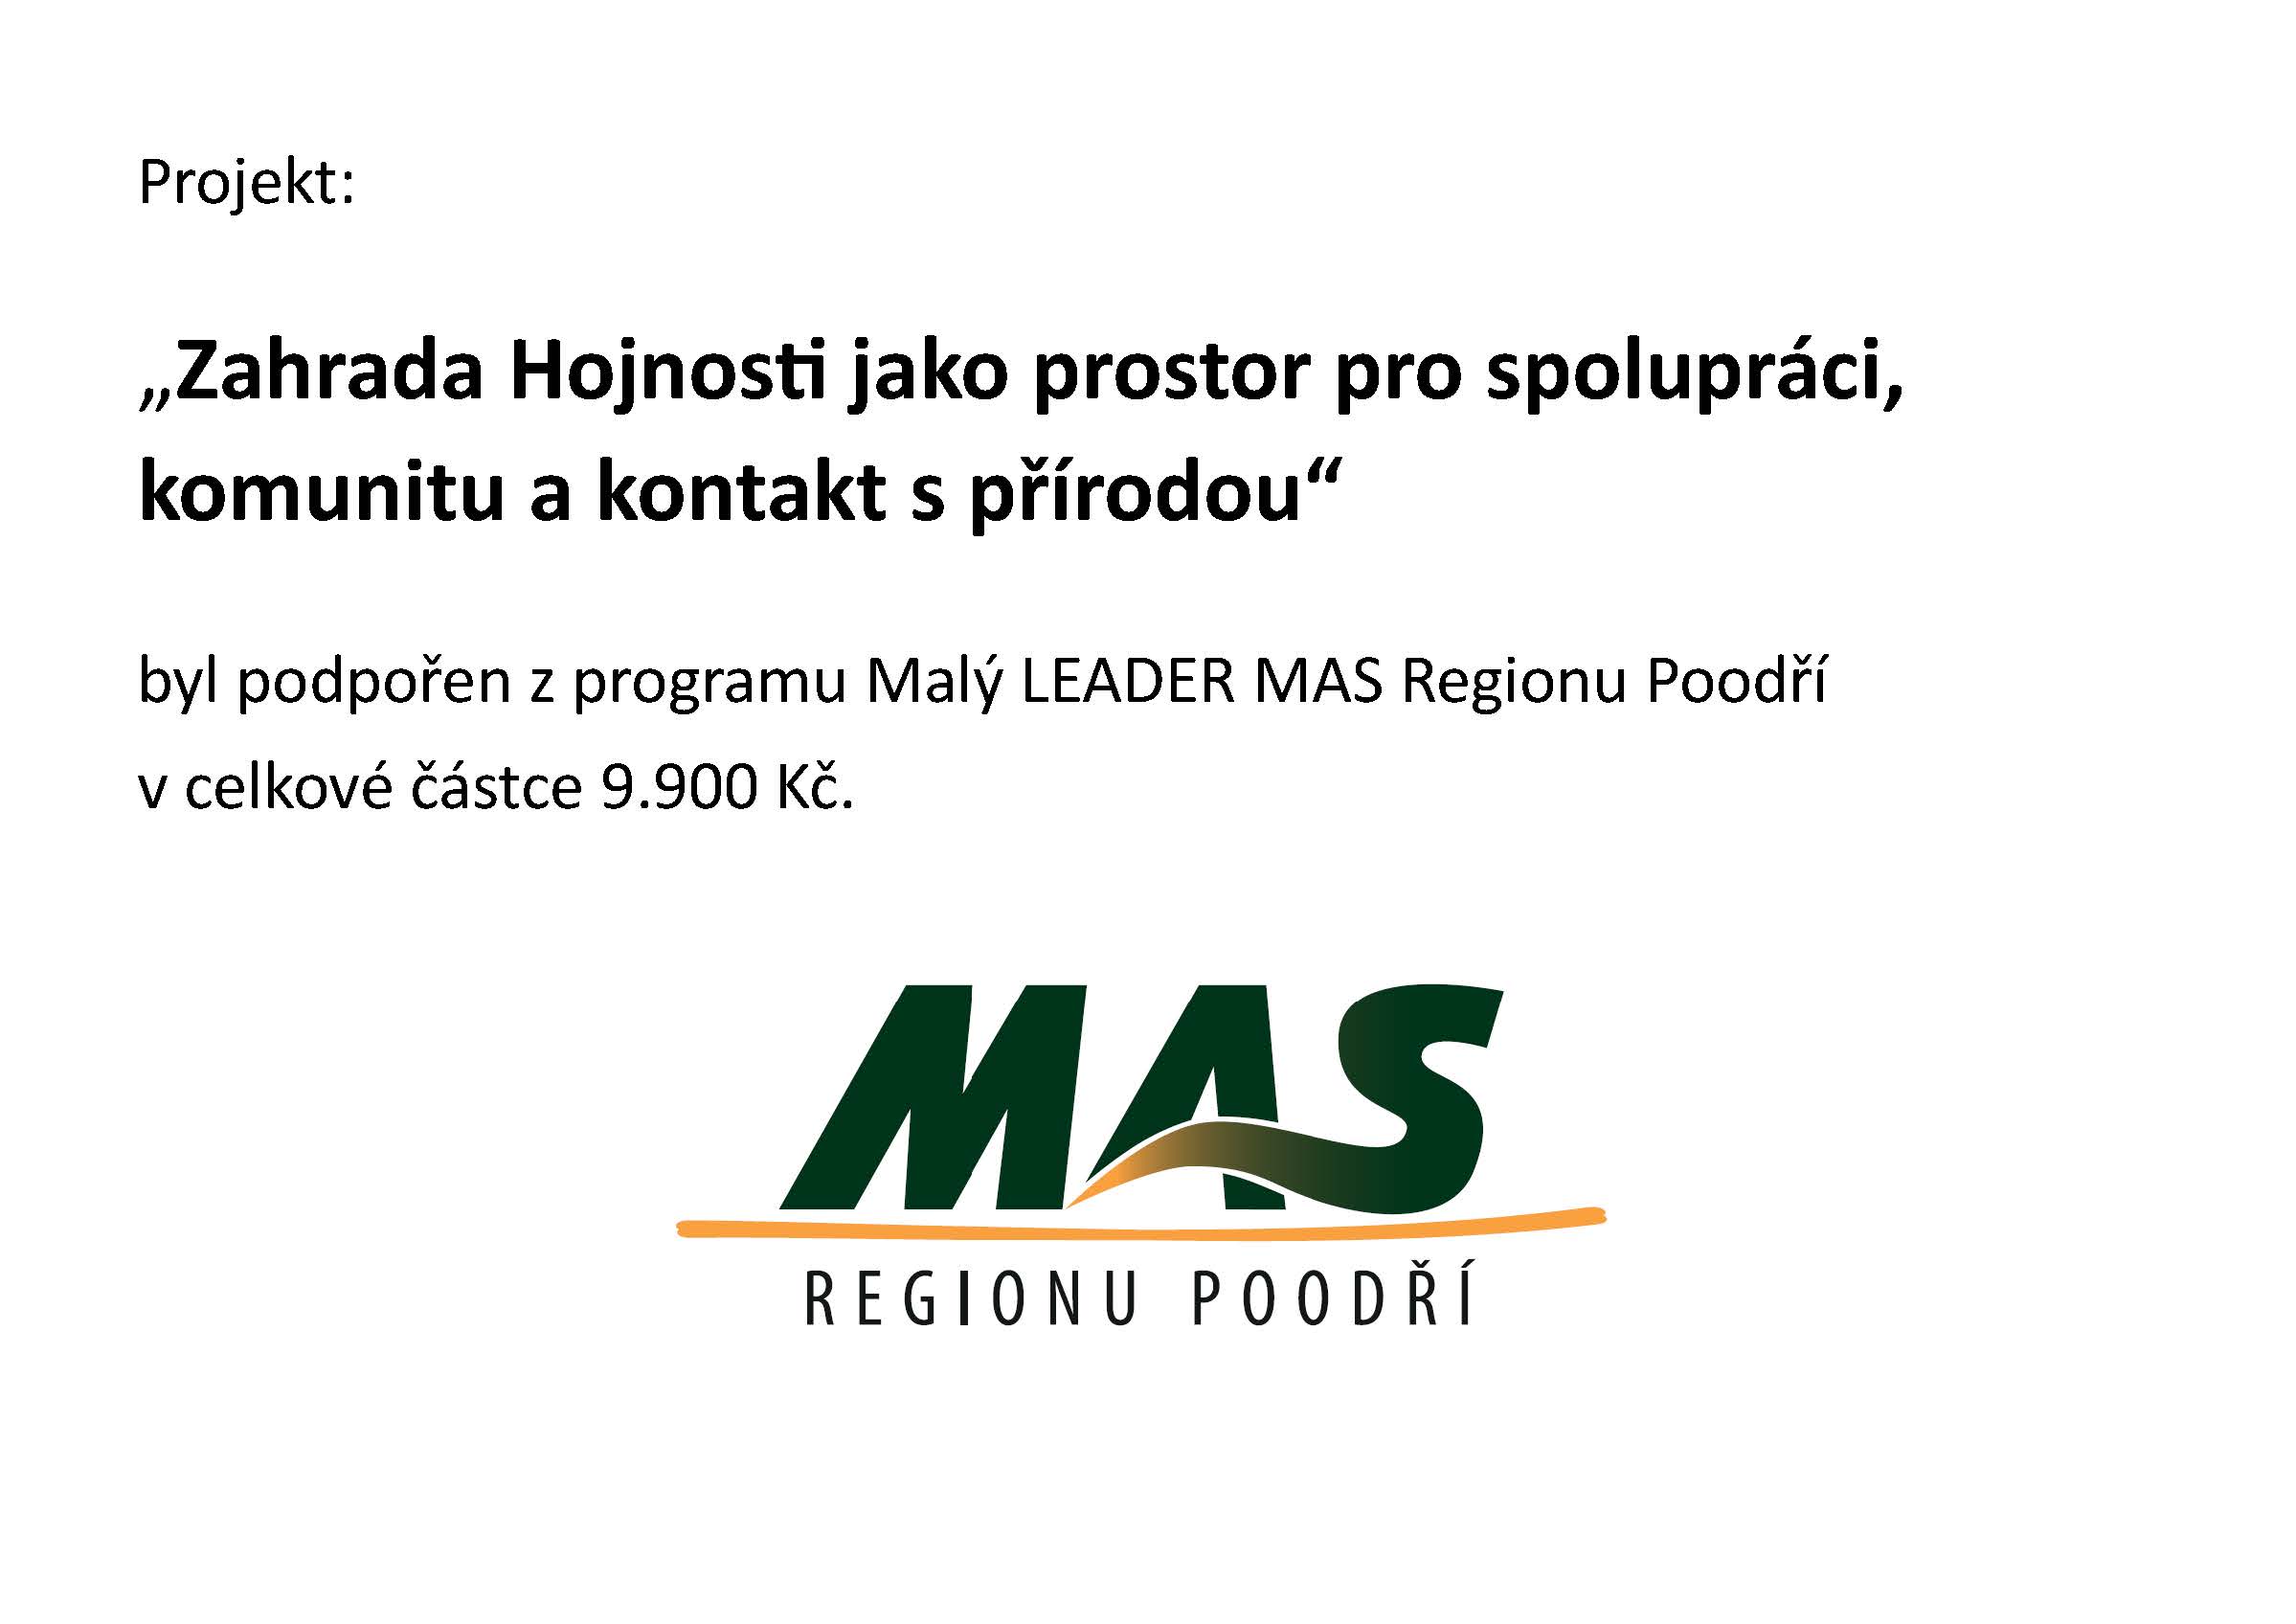 Projekt:
„Zahrada Hojnosti jako prostor pro spolupráci,
komunitu a kontakt s přírodou“
byl podpořen z programu Malý LEADER MAS Regionu Poodří
v celkové částce 9.900 Kč.
MAS
REGIONU POODŘÍ